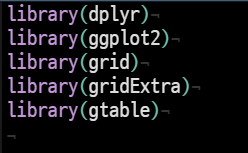 library(dplyr)¬
library(ggplot2)¬
library(grid)¬
library(gridExtra)¬
library(gtable)¬
¬